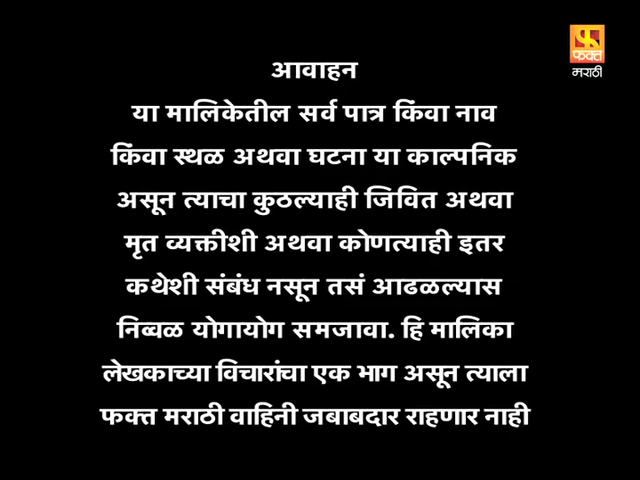 फक्त
मराठी
आवाहन
या मालिकेतील सर्व पात्र किंवा नाव
किंवा स्थळ अथवा घटना या काल्पनिक
असून त्याचा कुठल्याही जिवित अथवा
मृत व्यक्तीशी अथवा कोणत्याही इतर
कथेशी संबंध नसून तसं आढळल्यास
निव्वळ योगायोग समजावा. हि मालिका
लेखकाच्या विचारांचा एक भाग असून त्याला
फक्त मराठी वाहिनी जबाबदार राहणार नाही